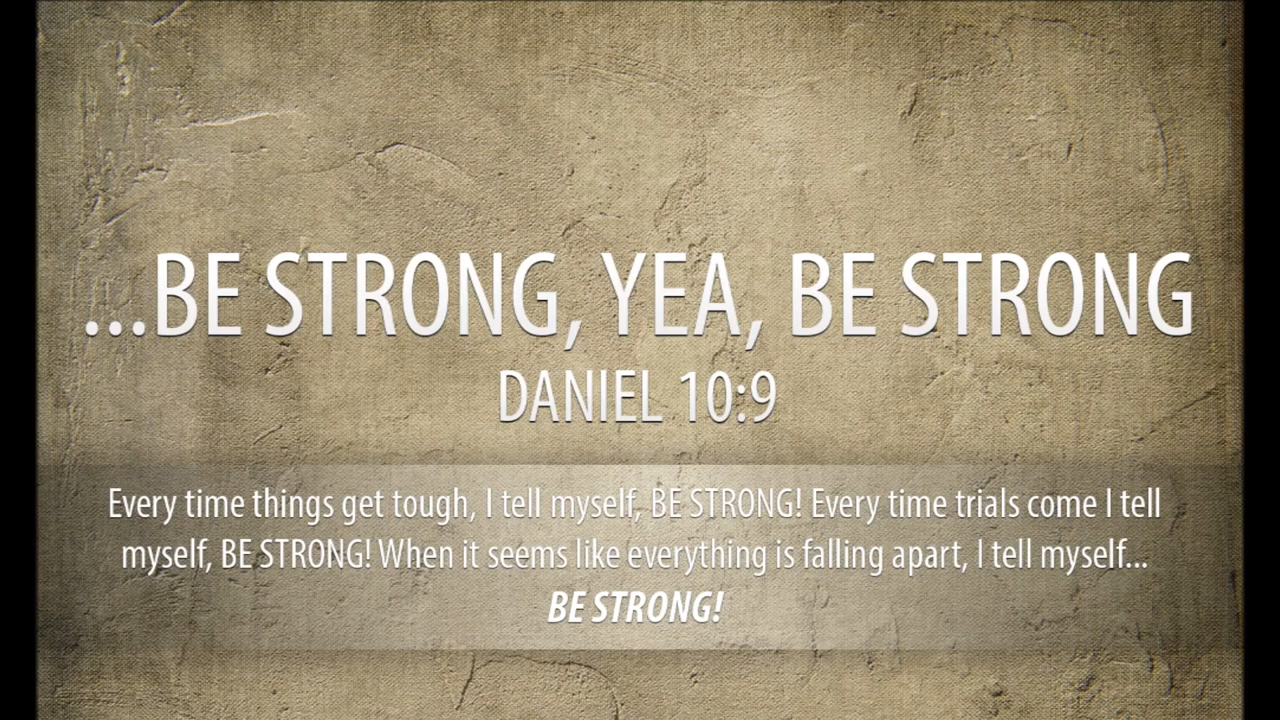 ...BE STRONG, YEA, BE STRONG
DANIEL 10:9
Every time things get tough, I tell myself, BE STRONG! Every time trials come I tell
myself, BE STRONG! When it seems like everything is falling apart, I tell myself...
BE STRONG!